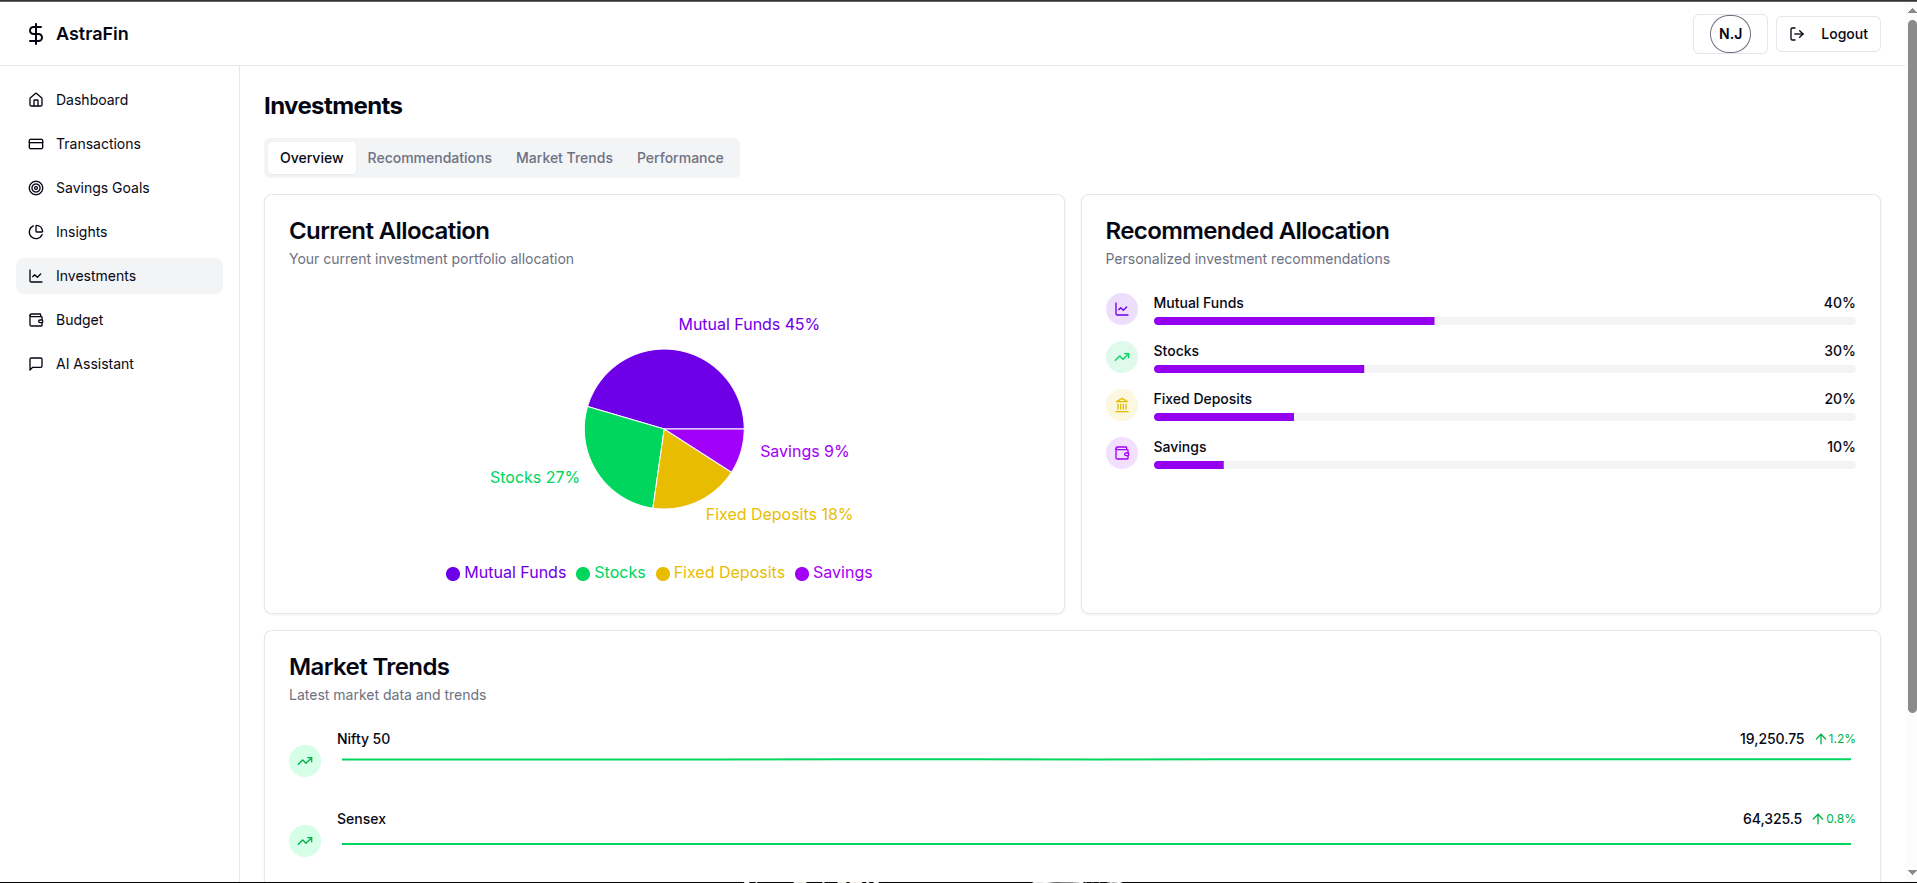 AstraFin
N.J
Logout
Dashboard
Transactions
Savings Goals
Insights
Investments
Budget
AI Assistant
Investments
Overview
Recommendations
Market Trends
Performance
Current Allocation
Your current investment portfolio allocation
Mutual Funds 45%
Savings 9%
Stocks 27%
Fixed Deposits 18%
Mutual Funds
Stocks
Fixed Deposits
Savings
Recommended Allocation
Personalized investment recommendations
Mutual Funds 40%
Stocks 30%
Fixed Deposits 20%
Savings 10%
Market Trends
Latest market data and trends
Nifty 50 19,250.75 1.2%
Sensex 64,325.5 0.8%